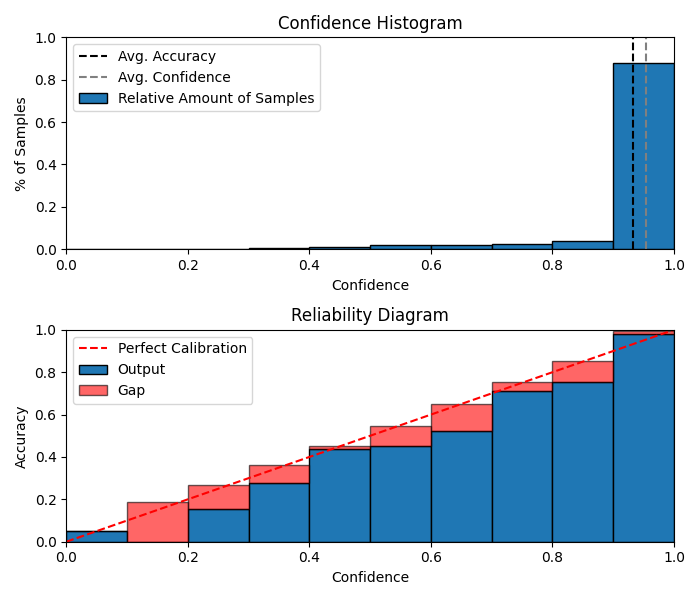 Confidence Histogram
1.0
0.8
0.6
0.4
0.2
0.0
% of Samples
Avg. Accuracy
Avg. Confidence
Relative Amount of Samples
0.0 0.2 0.4 0.6 0.8 1.0
Confidence
Reliability Diagram
1.0
0.8
0.6
0.4
0.2
0.0
Accuracy
Perfect Calibration
Output
Gap
0.0 0.2 0.4 0.6 0.8 1.0
Confidence